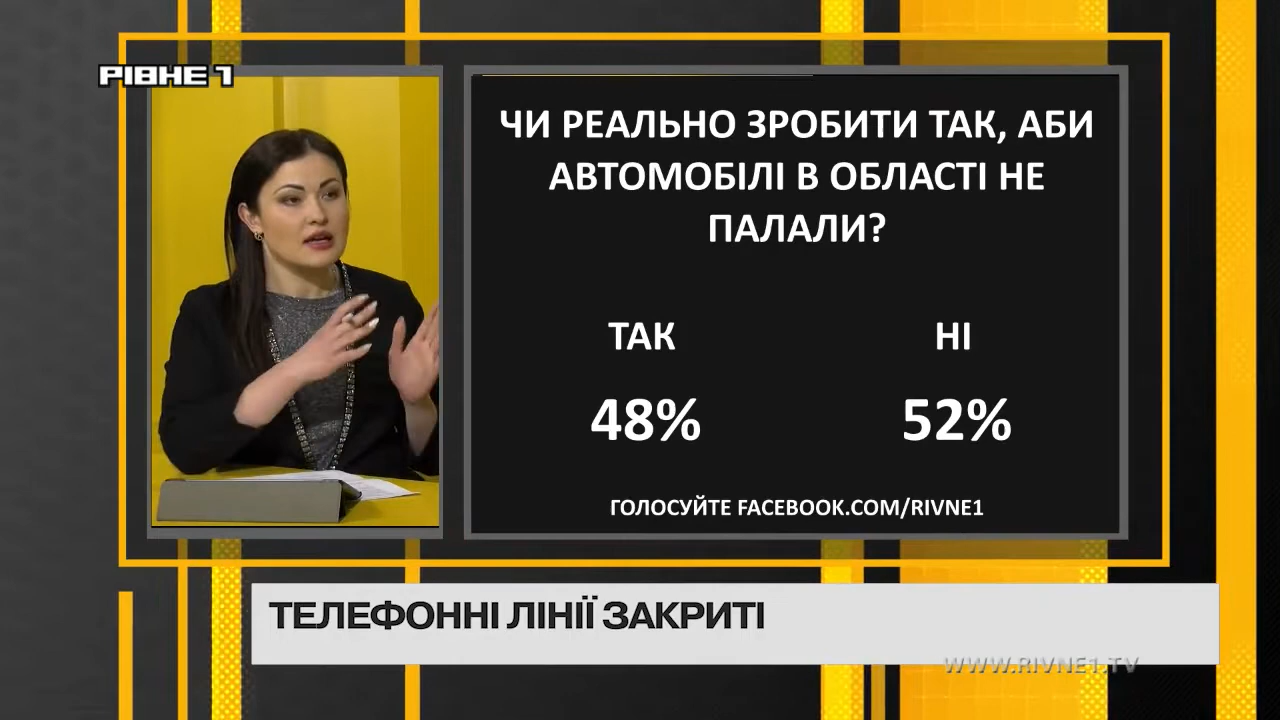 РІВНЕ 1
ЧИ РЕАЛЬНО ЗРОБИТИ ТАК, АБИ
АВТОМОБІЛІ В ОБЛАСТІ НЕ
ПАЛАЛИ?
ТАК НІ
48% 52%
ГОЛОСУЙТЕ FACEBOOK.COM/RIVNE1
ТЕЛЕФОННІ ЛІНІЇ ЗАКРИТІ
WWW.RIVNE1.TV